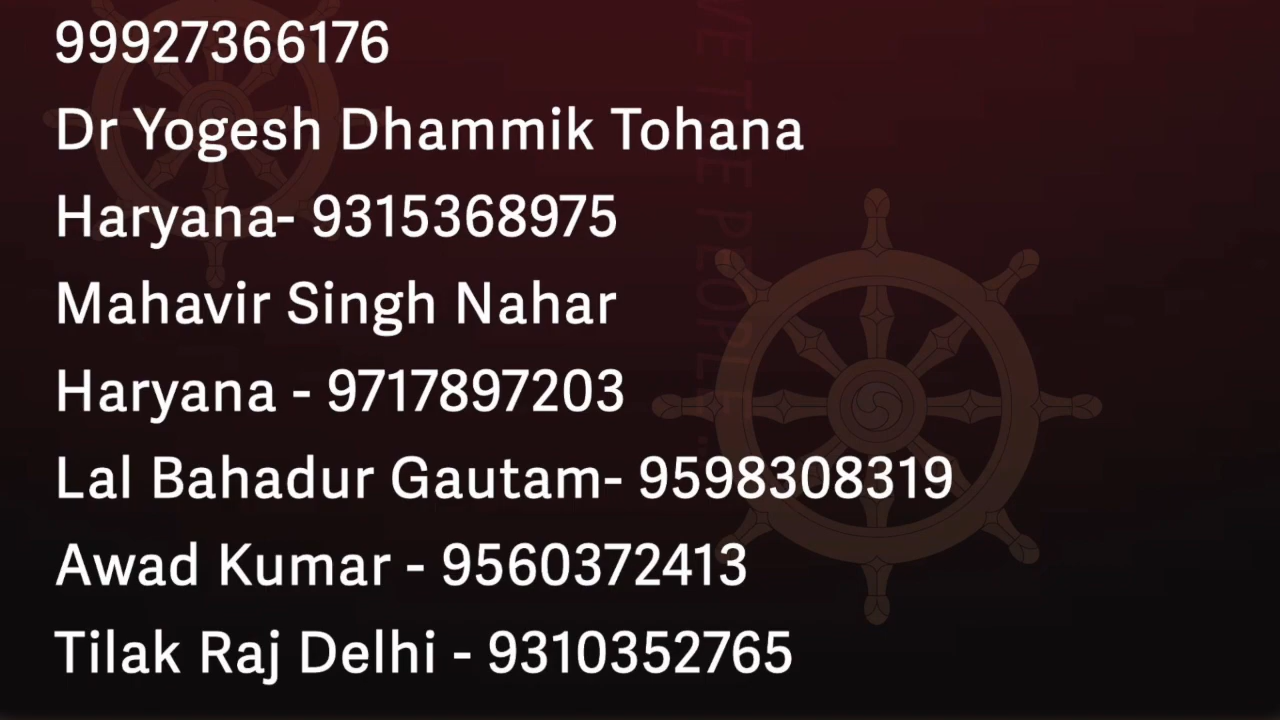 99927366176
Dr Yogesh Dhammik Tohana
Haryana- 9315368975
Mahavir Singh Nahar
Haryana - 9717897203
Lal Bahadur Gautam- 9598308319
Awad Kumar - 9560372413
Tilak Raj Delhi - 9310352765
PEOPLE